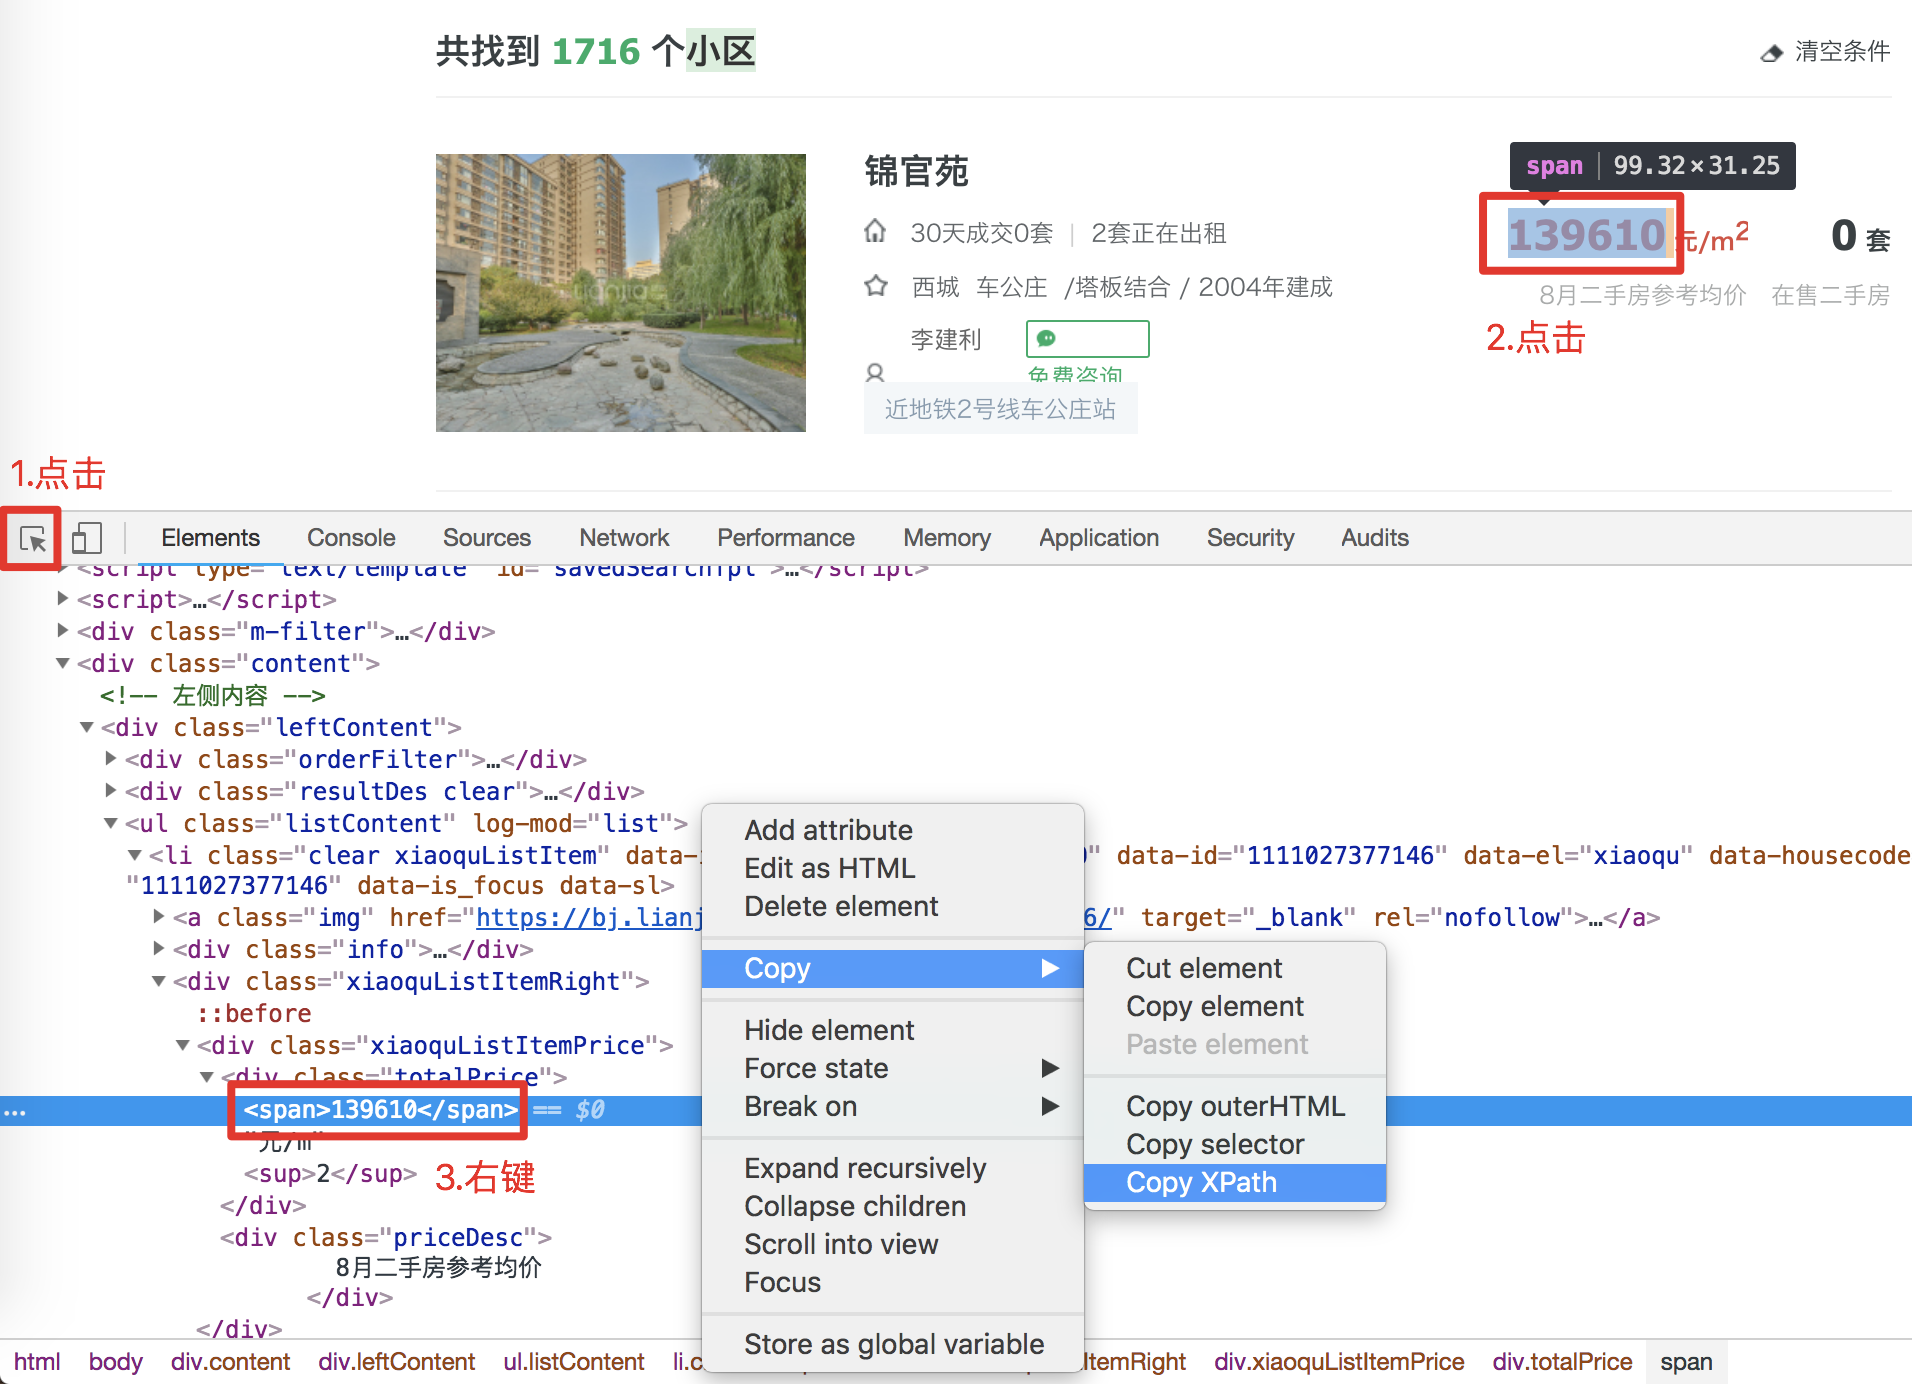 共找到 1716 个小区
清空条件
锦官苑
span | 99.32×31.25
30天成交0套 | 2套正在出租
139610 元/m2
0 套
西城 车公庄 /塔板结合 / 2004年建成
8月二手房参考均价
在售二手房
李建利
免费咨询
2.点击
近地铁2号线车公庄站
lianjia
1.点击
Elements Console Sources Network Performance Memory Application Security Audits
<script type="text/template" id="savedSearchTpl">…</script>
<script>…</script>
<div class="m-filter">…</div>
<div class="content">
<!-- 左侧内容 -->
<div class="leftContent">
<div class="orderFilter">…</div>
<div class="resultDes clear">…</div>
<ul class="listContent" log-mod="list">
<li class="clear xiaoquListItem" data- " data-id="1111027377146" data-el="xiaoqu" data-housecode
"1111027377146" data-is_focus data-sl>
<a class="img" href="https://bj.lianj 6/" target="_blank" rel="nofollow">…</a>
<div class="info">…</div>
<div class="xiaoquListItemRight">
::before
<div class="xiaoquListItemPrice">
<div class="totalPrice">
… <span>139610</span> == $0
"元/m"
<sup>2</sup>
3.右键
</div>
<div class="priceDesc">
8月二手房参考均价
</div>
</div>
Add attribute
Edit as HTML
Delete element
Copy
Hide element
Force state
Break on
Expand recursively
Collapse children
Scroll into view
Focus
Store as global variable
Cut element
Copy element
Paste element
Copy outerHTML
Copy selector
Copy XPath
html body div.content div.leftContent ul.listContent li.c ItemRight div.xiaoquListItemPrice div.totalPrice span